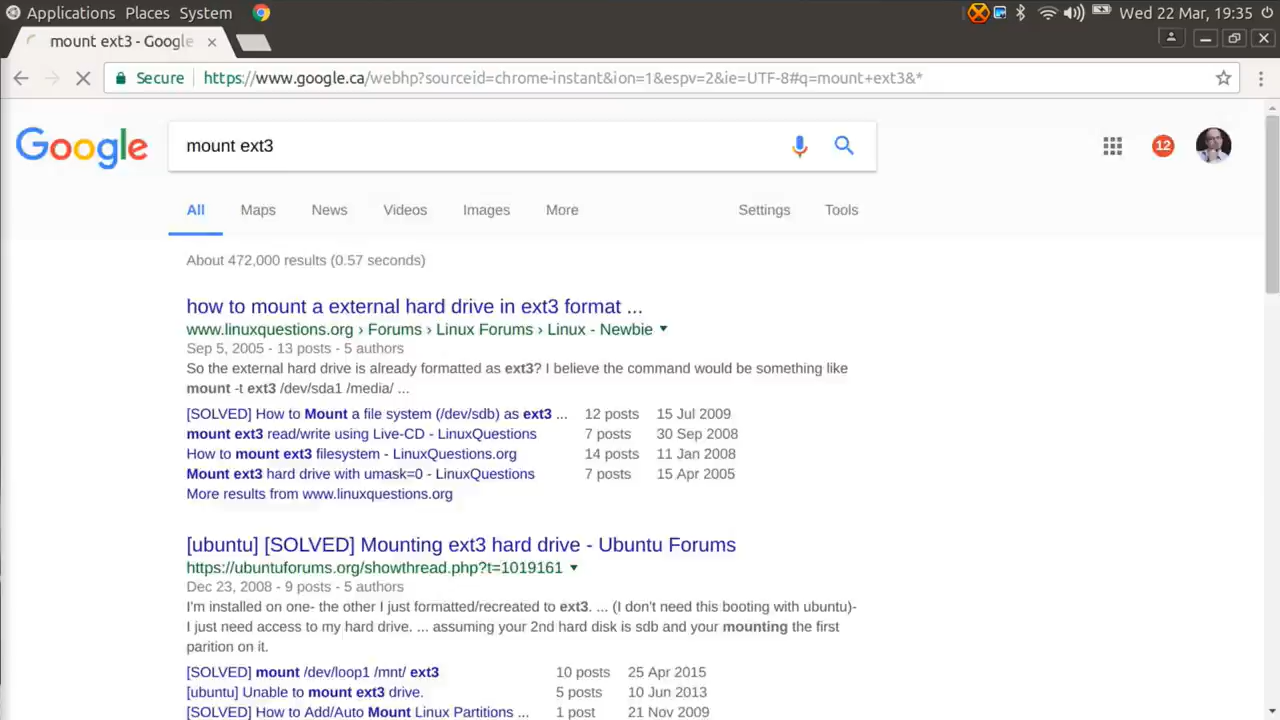 Applications Places System
Wed 22 Mar, 19:35
mount ext3 - Google
Secure https://www.google.ca/webhp?sourceid=chrome-instant&ion=1&espv=2&ie=UTF-8#q=mount+ext3&*
Google
mount ext3
12
All Maps News Videos Images More Settings Tools
About 472,000 results (0.57 seconds)
how to mount a external hard drive in ext3 format ...
www.linuxquestions.org › Forums › Linux Forums › Linux - Newbie
Sep 5, 2005 - 13 posts - 5 authors
So the external hard drive is already formatted as ext3? I believe the command would be something like
mount -t ext3 /dev/sda1 /media/ ...
[SOLVED] How to Mount a file system (/dev/sdb) as ext3 ... 12 posts 15 Jul 2009
mount ext3 read/write using Live-CD - LinuxQuestions 7 posts 30 Sep 2008
How to mount ext3 filesystem - LinuxQuestions.org 14 posts 11 Jan 2008
Mount ext3 hard drive with umask=0 - LinuxQuestions 7 posts 15 Apr 2005
More results from www.linuxquestions.org
[ubuntu] [SOLVED] Mounting ext3 hard drive - Ubuntu Forums
https://ubuntuforums.org/showthread.php?t=1019161
Dec 23, 2008 - 9 posts - 5 authors
I'm installed on one- the other I just formatted/recreated to ext3. ... (I don't need this booting with ubuntu)-
I just need access to my hard drive. ... assuming your 2nd hard disk is sdb and your mounting the first
parition on it.
[SOLVED] mount /dev/loop1 /mnt/ ext3 10 posts 25 Apr 2015
[ubuntu] Unable to mount ext3 drive. 5 posts 10 Jun 2013
[SOLVED] How to Add/Auto Mount Linux Partitions ... 1 post 21 Nov 2009